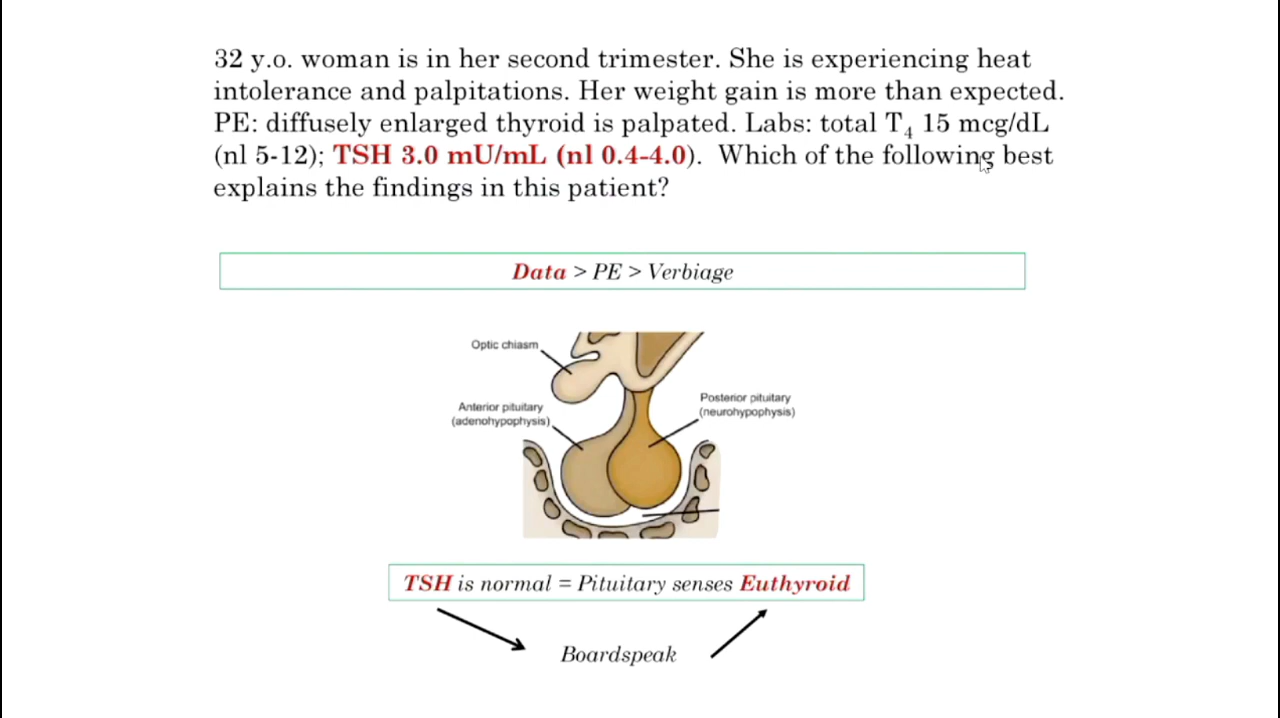 32 y.o. woman is in her second trimester. She is experiencing heat
intolerance and palpitations. Her weight gain is more than expected.
PE: diffusely enlarged thyroid is palpated. Labs: total T₄ 15 mcg/dL
(nl 5-12); TSH 3.0 mU/mL (nl 0.4-4.0). Which of the following best
explains the findings in this patient?
Data > PE > Verbiage
Optic chiasm
Anterior pituitary
(adenohypophysis)
Posterior pituitary
(neurohypophysis)
TSH is normal = Pituitary senses Euthyroid
Boardspeak